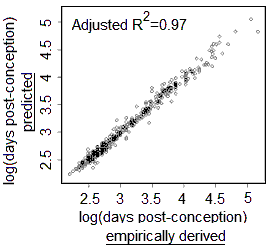 Adjusted R²=0.97
log(days post-conception)
predicted
5
4.5
4
3.5
3
2.5
2.5 3 3.5 4 4.5 5
log(days post-conception)
empirically derived